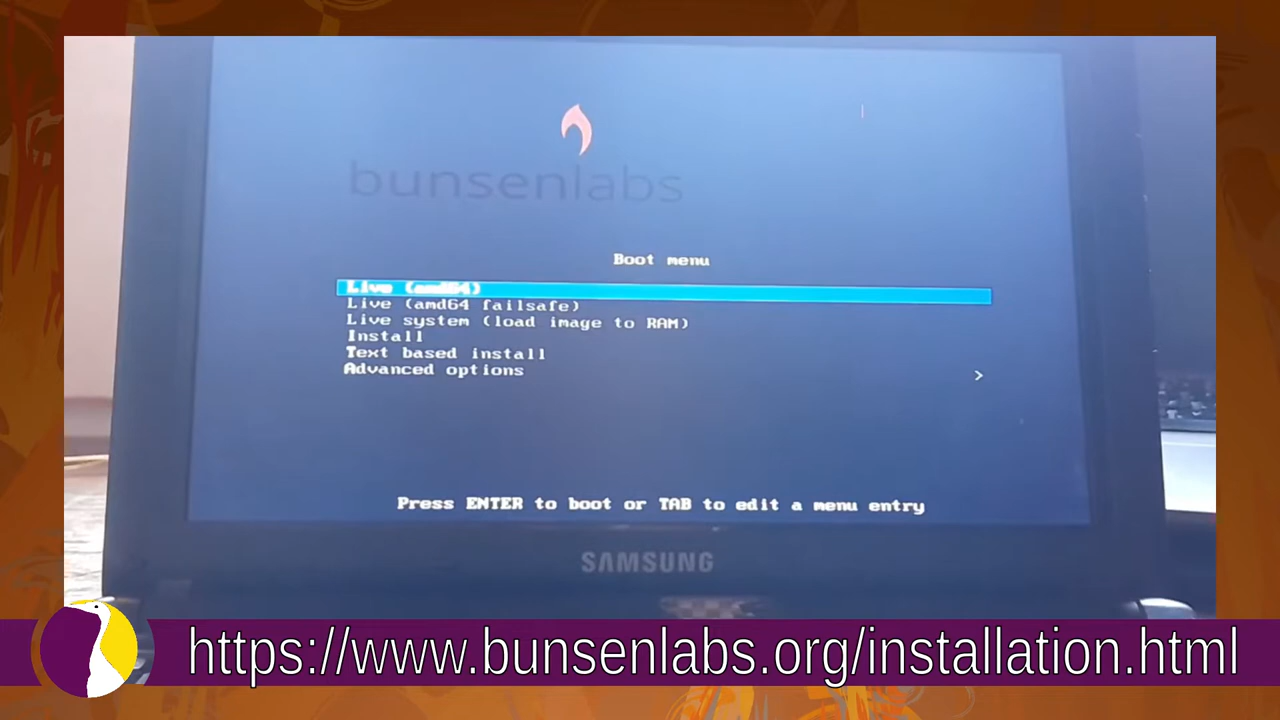 bunsenlabs
Boot menu
Live (amd64)
Live (amd64 failsafe)
Live system (load image to RAM)
Install
Text based install
Advanced options >
Press ENTER to boot or TAB to edit a menu entry
SAMSUNG
https://www.bunsenlabs.org/installation.html